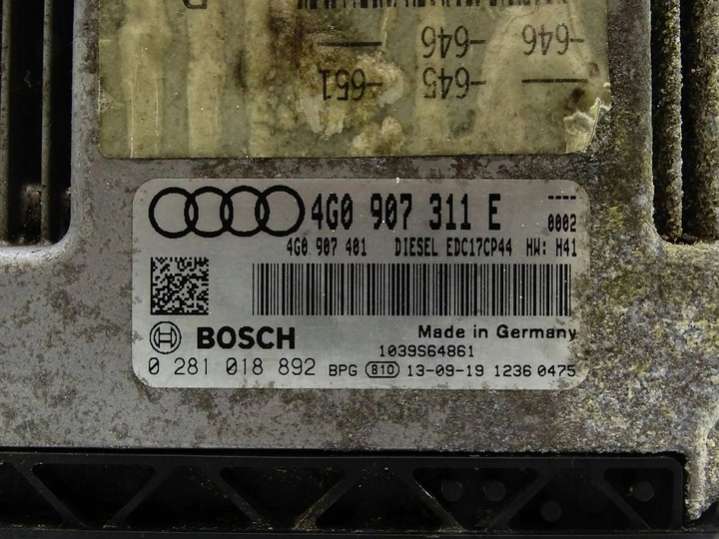 -646 -646
-645 -651
4G0 907 311 E ----
0002
4G0 907 401 DIESEL EDC17CP44 HW: H41
BOSCH Made in Germany
1039S64861
0 281 018 892 BPG 810 13-09-19 1236 0475